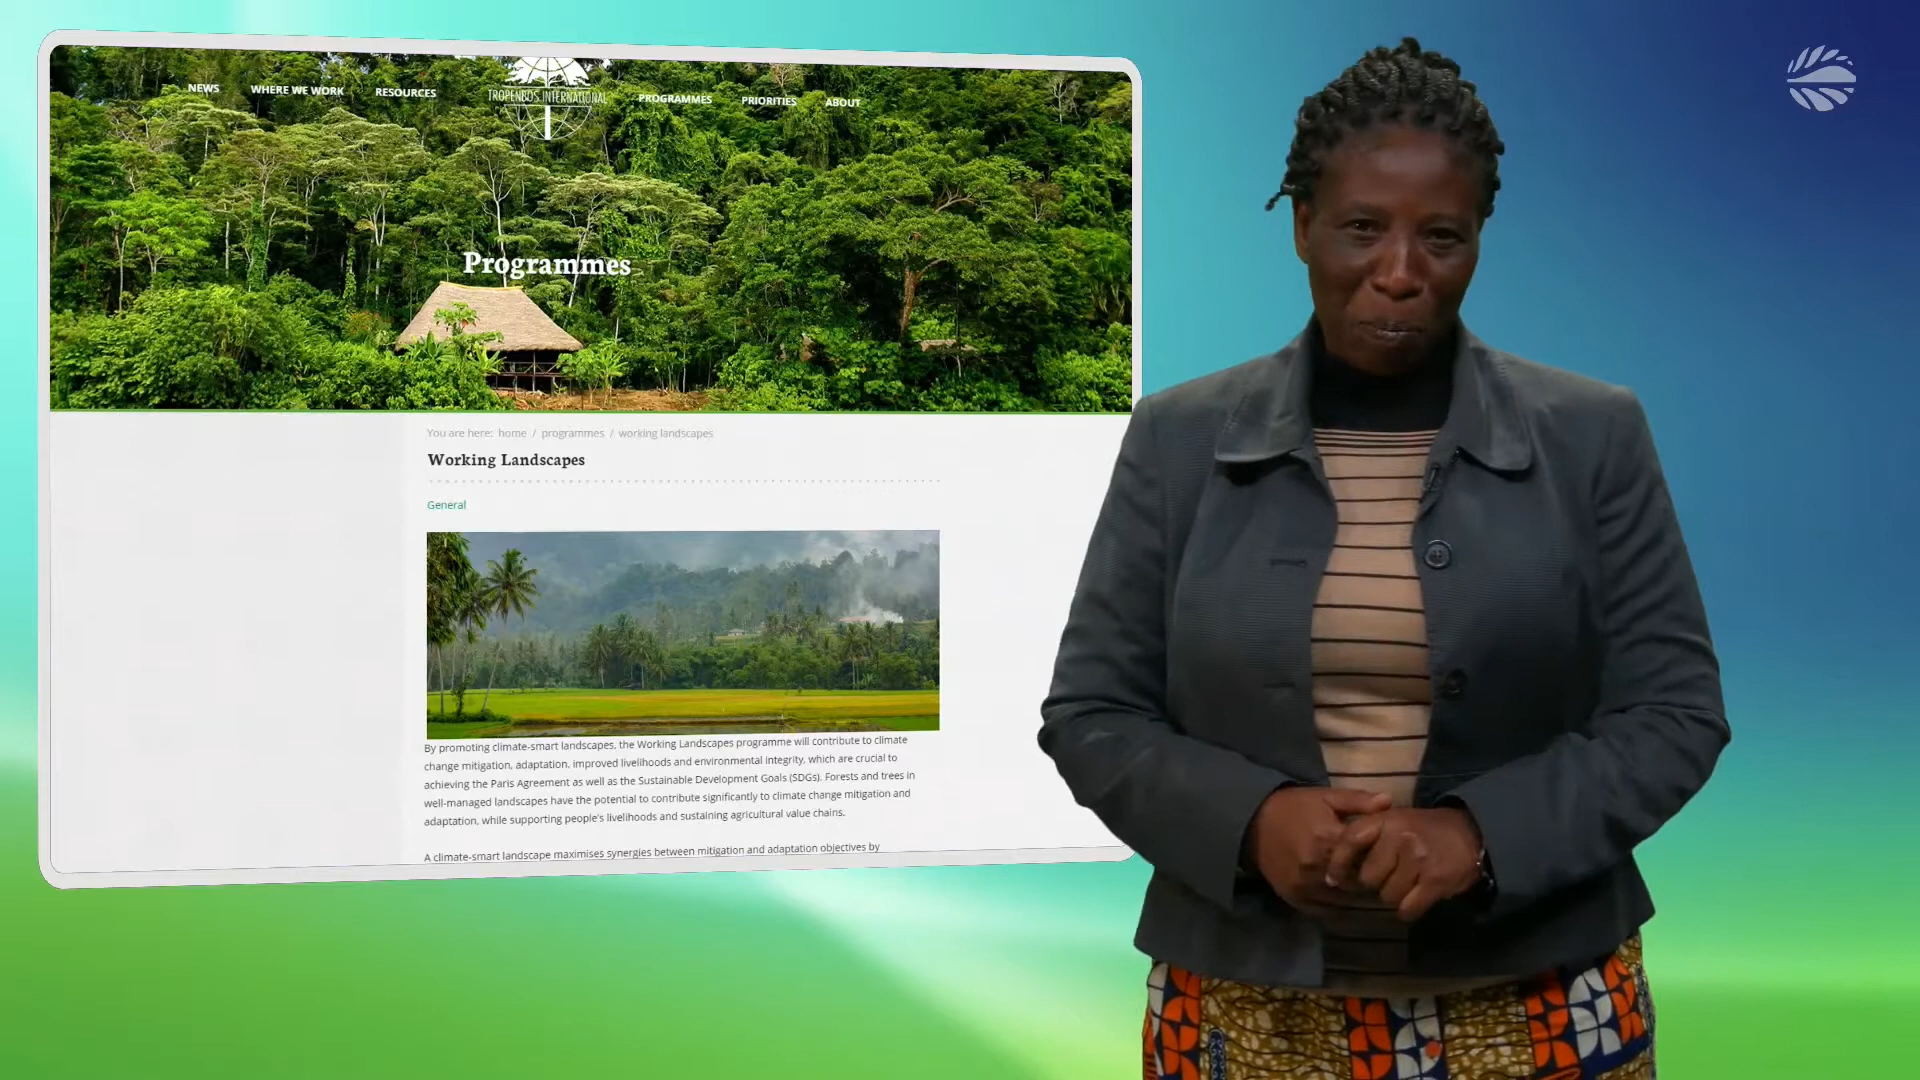 NEWS
WHERE WE WORK
RESOURCES
TROPENBOS INTERNATIONAL
PROGRAMMES
PRIORITIES
ABOUT
Programmes
You are here: home / programmes / working landscapes
Working Landscapes
General
By promoting climate-smart landscapes, the Working Landscapes programme will contribute to climate
change mitigation, adaptation, improved livelihoods and environmental integrity, which are crucial to
achieving the Paris Agreement as well as the Sustainable Development Goals (SDGs). Forests and trees in
well-managed landscapes have the potential to contribute significantly to climate change mitigation and
adaptation, while supporting people's livelihoods and sustaining agricultural value chains.
A climate-smart landscape maximises synergies between mitigation and adaptation objectives by